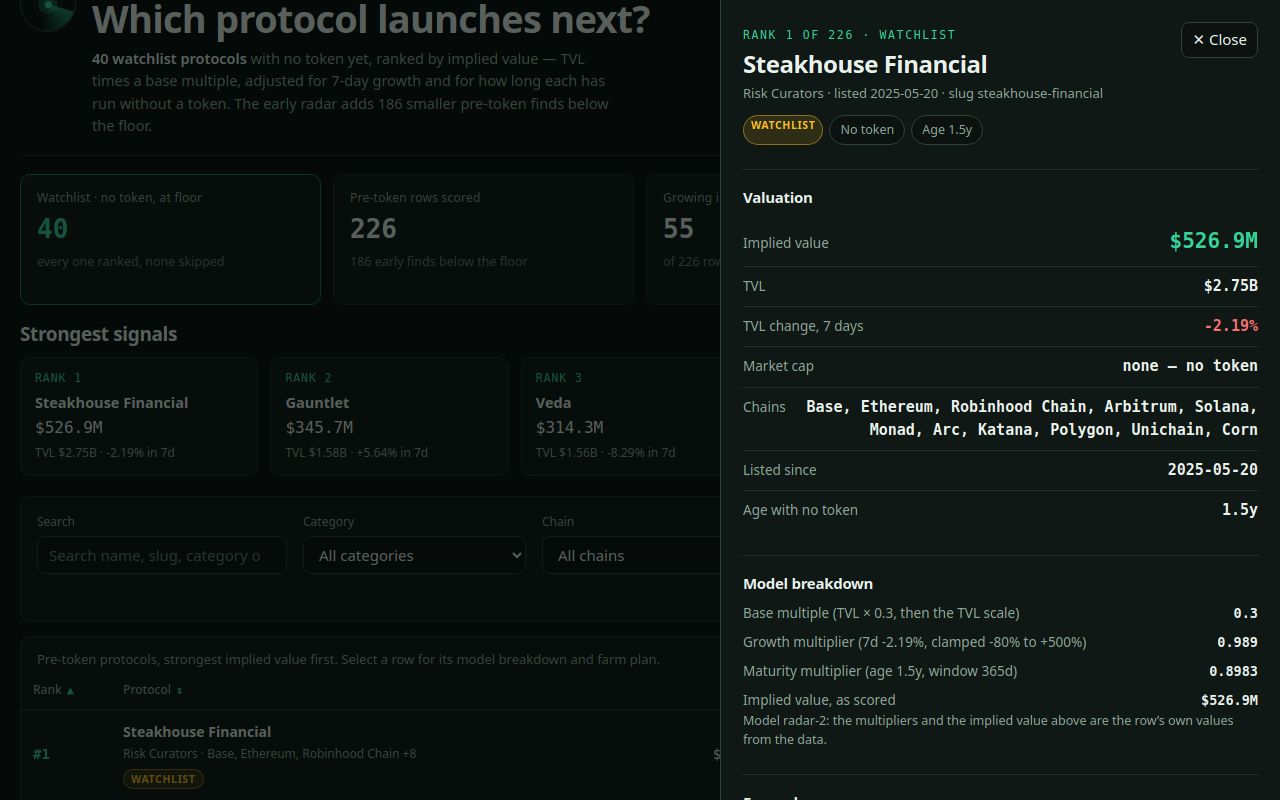 Which protocol launches next?
40 watchlist protocols with no token yet, ranked by implied value — TVL
times a base multiple, adjusted for 7-day growth and for how long each has
run without a token. The early radar adds 186 smaller pre-token finds below
the floor.
Watchlist · no token, at floor
40
every one ranked, none skipped
Pre-token rows scored
226
186 early finds below the floor
Growing i
55
of 226 row
Strongest signals
RANK 1
Steakhouse Financial
$526.9M
TVL $2.75B · -2.19% in 7d
RANK 2
Gauntlet
$345.7M
TVL $1.58B · +5.64% in 7d
RANK 3
Veda
$314.3M
TVL $1.56B · -8.29% in 7d
Search
Search name, slug, category o
Category
All categories
Chain
All chains
Pre-token protocols, strongest implied value first. Select a row for its model breakdown and farm plan.
Rank ▲
Protocol ↕
#1
Steakhouse Financial
Risk Curators · Base, Ethereum, Robinhood Chain +8
WATCHLIST
$
RANK 1 OF 226 · WATCHLIST
✕ Close
Steakhouse Financial
Risk Curators · listed 2025-05-20 · slug steakhouse-financial
WATCHLIST
No token
Age 1.5y
Valuation
Implied value $526.9M
TVL $2.75B
TVL change, 7 days -2.19%
Market cap none — no token
Chains Base, Ethereum, Robinhood Chain, Arbitrum, Solana,
Monad, Arc, Katana, Polygon, Unichain, Corn
Listed since 2025-05-20
Age with no token 1.5y
Model breakdown
Base multiple (TVL × 0.3, then the TVL scale) 0.3
Growth multiplier (7d -2.19%, clamped -80% to +500%) 0.989
Maturity multiplier (age 1.5y, window 365d) 0.8983
Implied value, as scored $526.9M
Model radar-2: the multipliers and the implied value above are the row's own values
from the data.